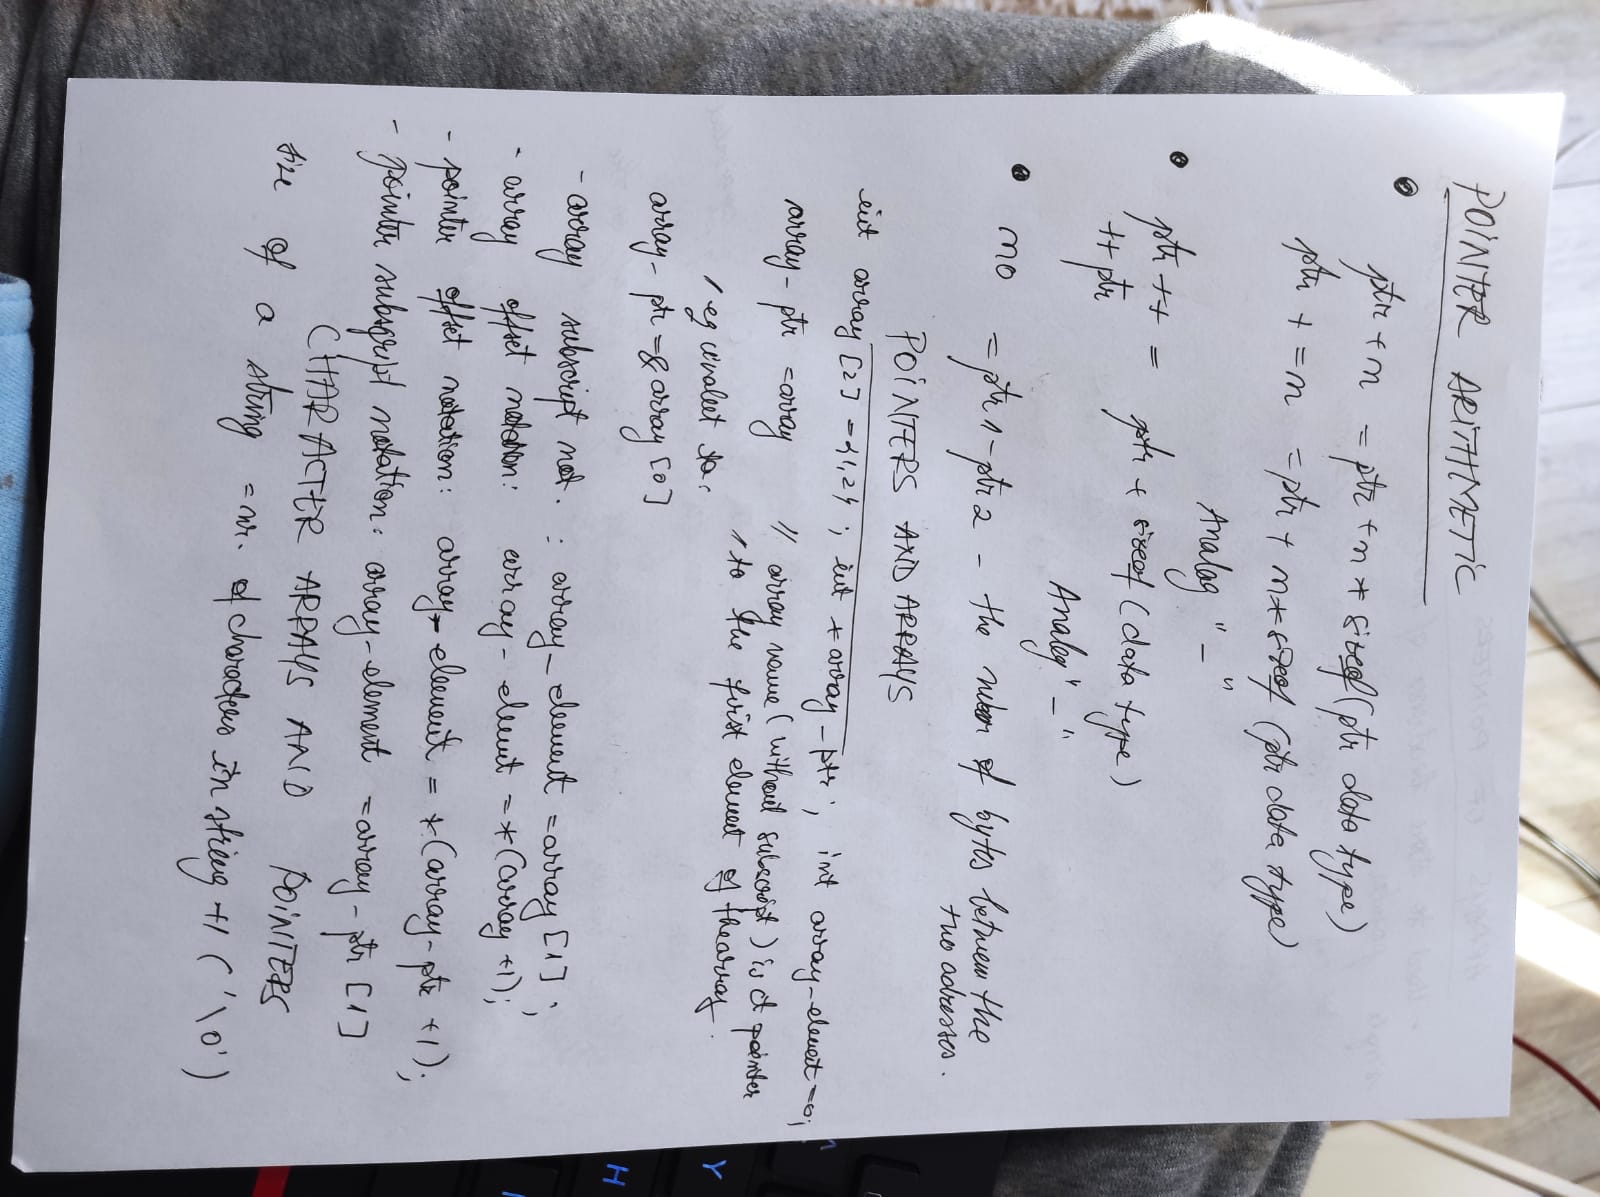 POINTER ARITHMETIC
ptr + n = ptr + n * sizeof (ptr data type)
ptr += n = ptr + n * sizeof (ptr data type)
Analog "-"
ptr ++ = ptr + sizeof (data type)
++ ptr
Analog "-"
no = ptr1 - ptr2 - the of bytes between the
two adresses.
POINTERS AND ARRAYS
int array [2] = {1,2}; int * array_ptr; int array_element = 0;
array_ptr = array // array name (without subscript) is a pointer
to the first element of the array.
/ equivalent to:
array_ptr = & array [0]
- array subscript not. : array_element = array [1];
- array offset notation: array_element = *(array +1);
- pointer offset notation: array_element = *(array_ptr +1);
- pointer subscript notation: array_element = array_ptr [1]
CHARACTER ARRAYS AND POINTERS
size of a string = nr. of characters in string +1 ('\0')
Y
H